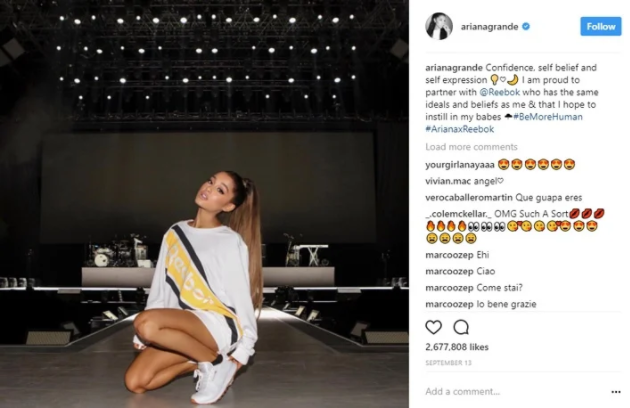 arianagrande Follow
arianagrande Confidence, self belief and
self expression 💡♡🌙 I am proud to
partner with @Reebok who has the same
ideals and beliefs as me & that I hope to
instill in my babes 🌩 #BeMoreHuman
#ArianaxReebok
Load more comments
yourgirlanayaaa 😍😍😍😍😍😍
vivian.mac angel♡
verocaballeromartin Que guapa eres
_.colemckellar._ OMG Such A Sort💋💋💋
🔥🔥🔥🔥👀👀👀😘😘😘😘😍😍😍
😫😫😫😫
marcoozep Ehi
marcoozep Ciao
marcoozep Come stai?
marcoozep Io bene grazie
2,677,808 likes
SEPTEMBER 13
Add a comment...
Reebok